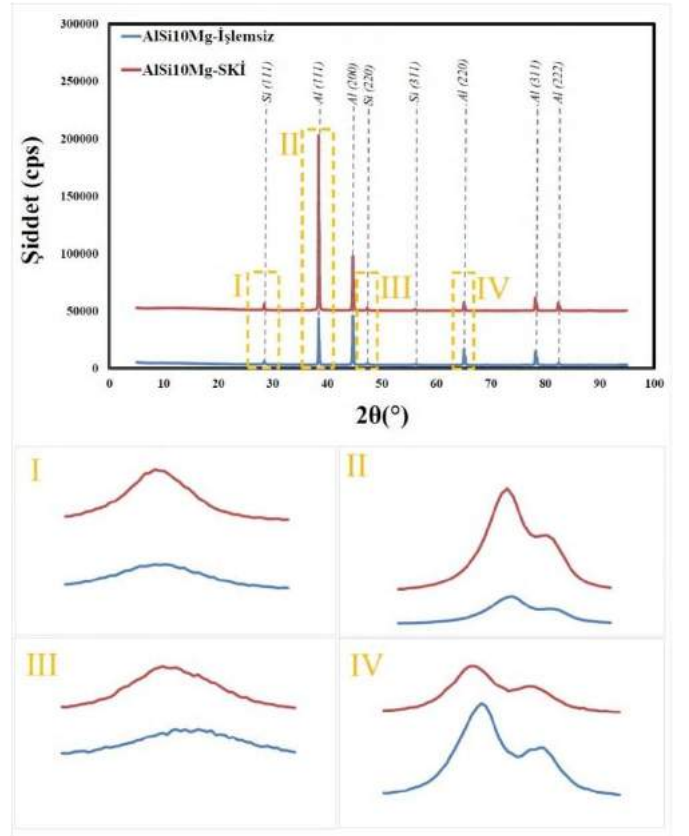 300000
AlSi10Mg-İşlemsiz
AlSi10Mg-SKİ
250000
200000
150000
100000
50000
0
Şiddet (cps)
Si (111)
Al (111)
Al (200)
Si (220)
Si (311)
Al (220)
Al (311)
Al (222)
II
I
III
IV
0 10 20 30 40 50 60 70 80 90 100
2θ(°)
I
II
III
IV